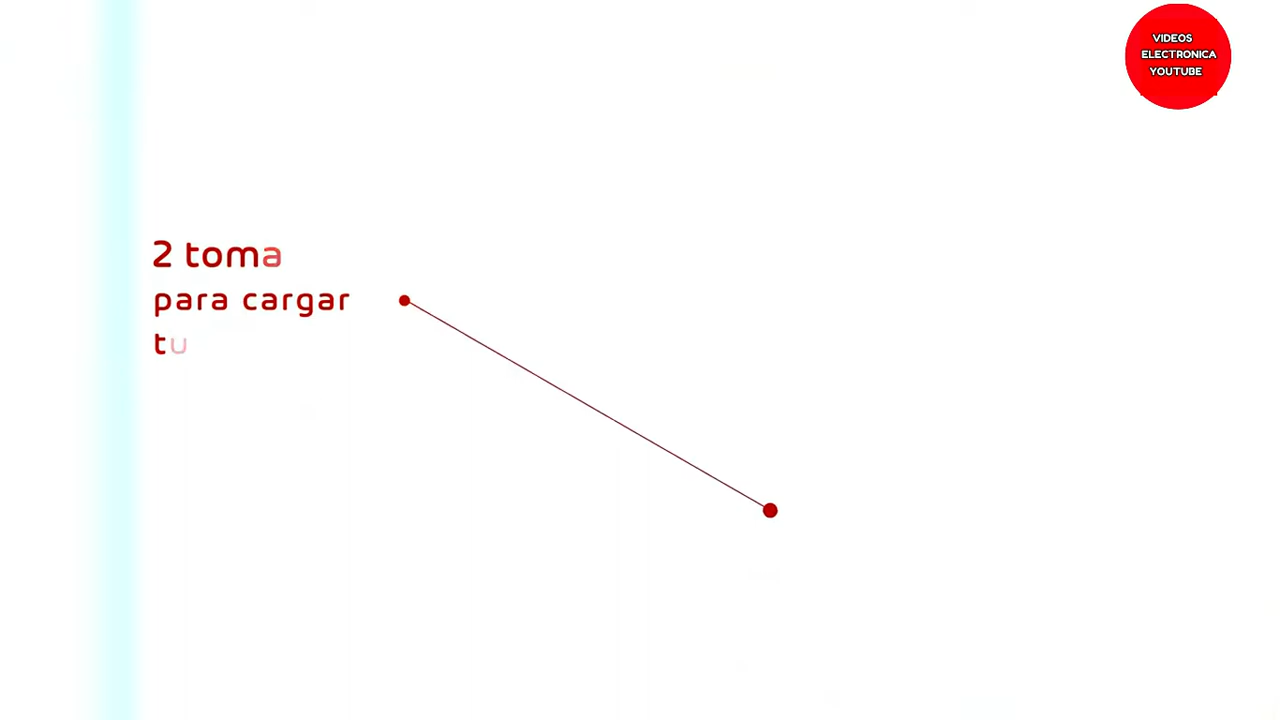 2 toma
para cargar
tu
VIDEOS
ELECTRONICA
YOUTUBE